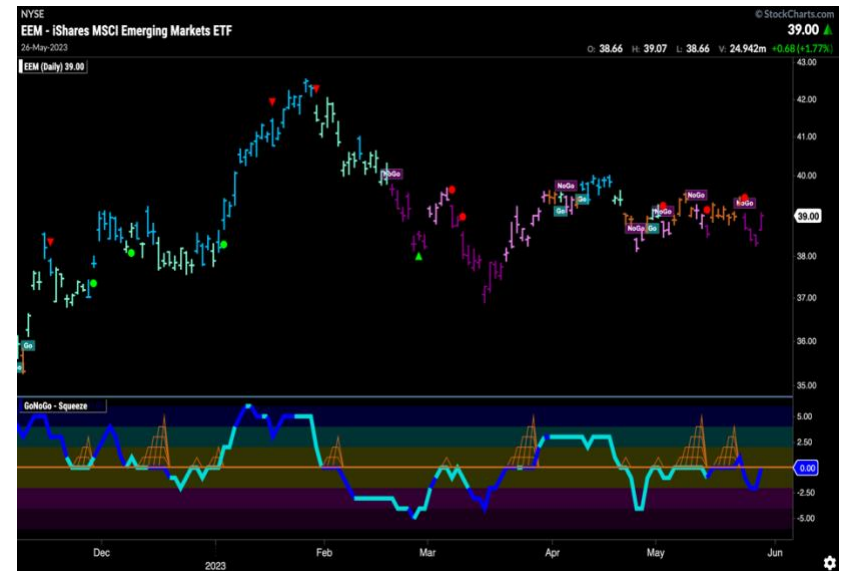 NYSE
© StockCharts.com
EEM - iShares MSCI Emerging Markets ETF
39.00
26-May-2023
O: 38.66 H: 39.07 L: 38.66 V: 24.942m +0.68 (+1.77%)
EEM (Daily) 39.00
43.00
42.00
41.00
40.00
NoGo
NoGo
Go
Go
NoGo
NoGo
NoGo
39.00
NoGo
Go
38.00
37.00
36.00
Go
35.00
GoNoGo - Squeeze
5.00
2.50
0.00
-2.50
-5.00
Dec
Feb
Mar
Apr
May
Jun
2023